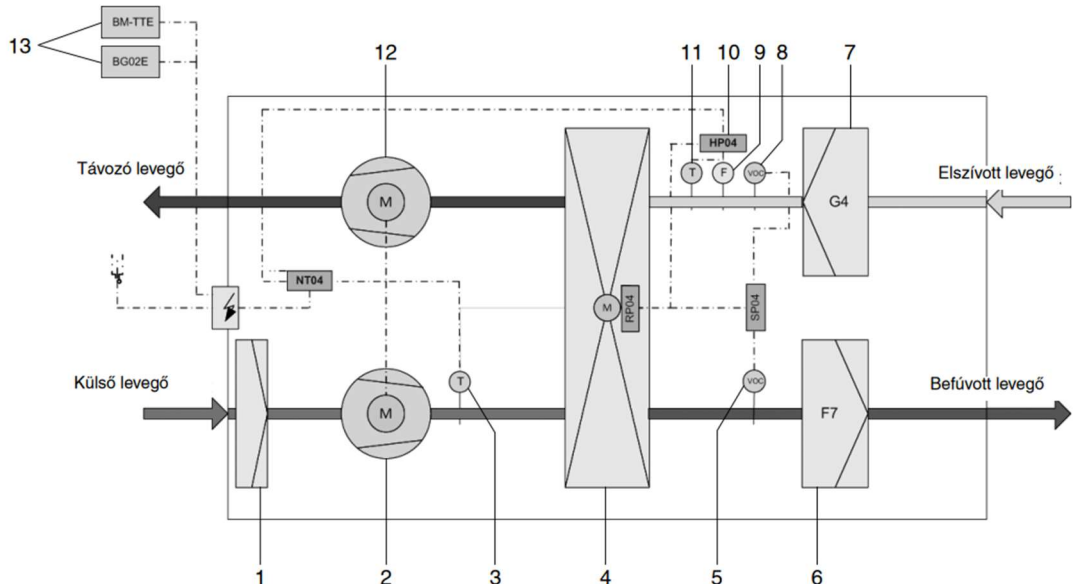 BM-TTE
13
BG02E
12
11 10 9 8
7
HP04
Távozó levegő
T F VOC
Elszívott levegő
M
G4
NT04
M RP04
SP04
Külső levegő
T
VOC
Befúvott levegő
M
F7
1 2 3 4 5 6